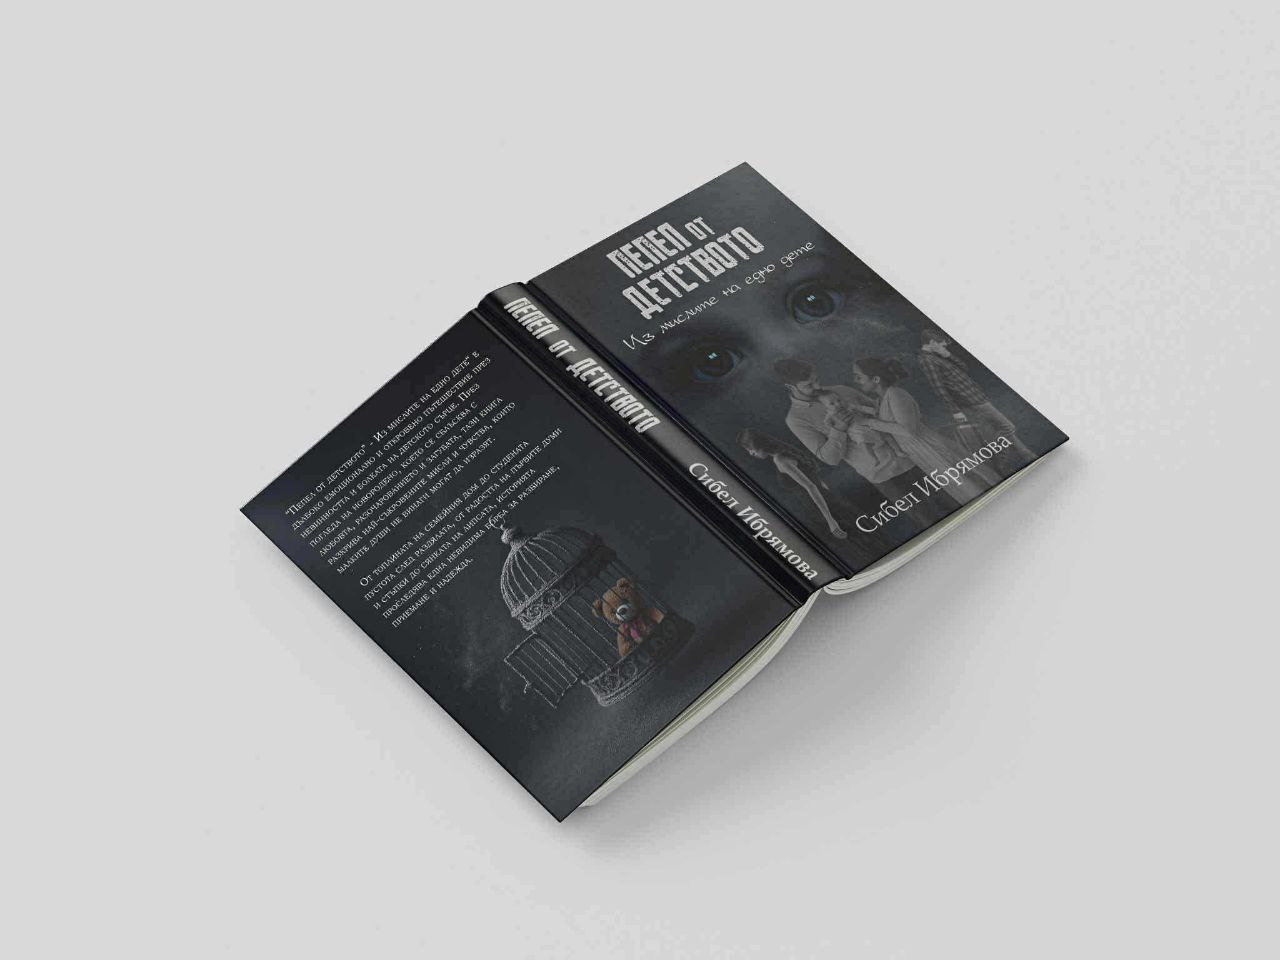 ПЕПЕЛ ОТ
ДЕТСТВОТО
Из мислите на едно дете
Сибел Ибрямова
ПЕПЕЛ ОТ ДЕТСТВОТО
Сибел Ибрямова
"Пепел от детството" - Из мислите на едно дете" е
дълбоко емоционално и откровено пътешествие през
невинността и болката на детското сърце. През
погледа на новородено, което се сблъсква с
любовта, разочарованието и загубата, тази книга
разкрива най-съкровените мисли и чувства, които
малките души не винаги могат да изразят.
От топлината на семейния дом до студената
пустота след раздялата, от радостта на първите думи
и стъпки до сянката на липсата, историята
проследява една невидима борба за разбиране,
приемане и надежда.